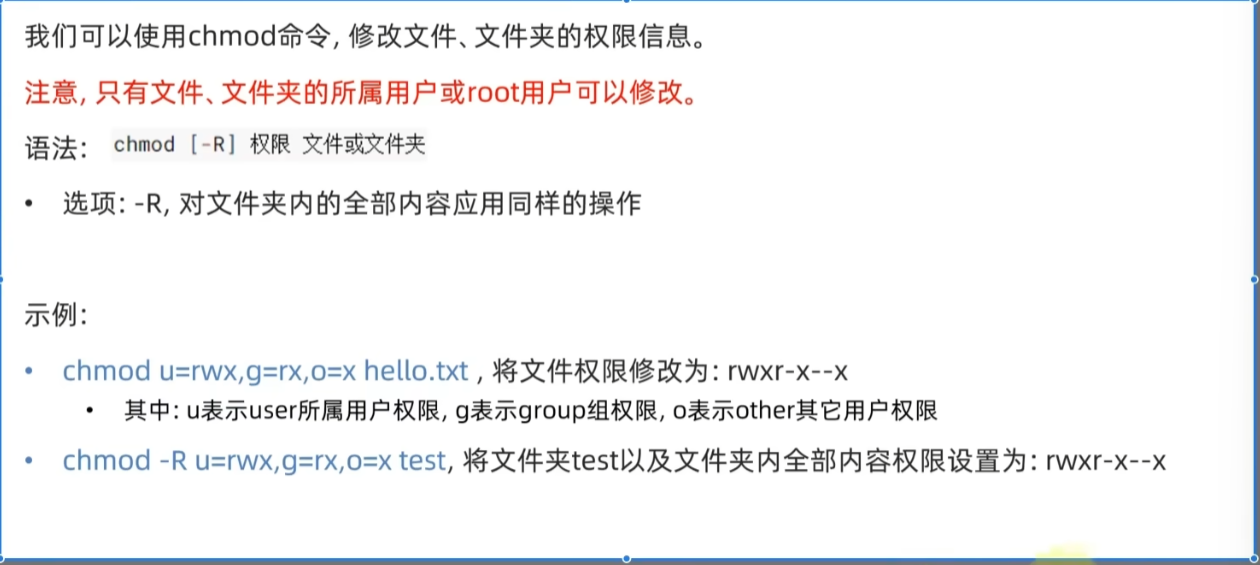 我们可以使用chmod命令, 修改文件、文件夹的权限信息。
注意, 只有文件、文件夹的所属用户或root用户可以修改。
语法: chmod [-R] 权限 文件或文件夹
• 选项: -R, 对文件夹内的全部内容应用同样的操作
示例:
• chmod u=rwx,g=rx,o=x hello.txt , 将文件权限修改为: rwxr-x--x
• 其中: u表示user所属用户权限, g表示group组权限, o表示other其它用户权限
• chmod -R u=rwx,g=rx,o=x test, 将文件夹test以及文件夹内全部内容权限设置为: rwxr-x--x